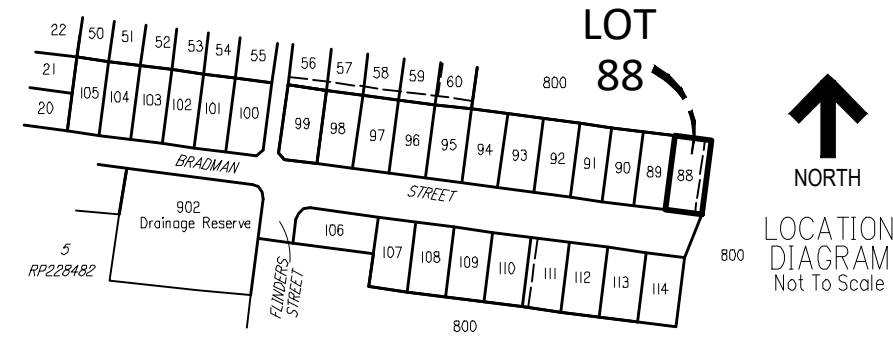 LOT
88
22 50 51 52 53 54 55 56 57 58 59 60 800
21
20 105 104 103 102 101 100 99 98 97 96 95 94 93 92 91 90 89 88
BRADMAN STREET
902
Drainage Reserve
106
107 108 109 110 111 112 113 114
5
RP228482
FLINDERS
STREET
800
800
NORTH
LOCATION
DIAGRAM
Not To Scale